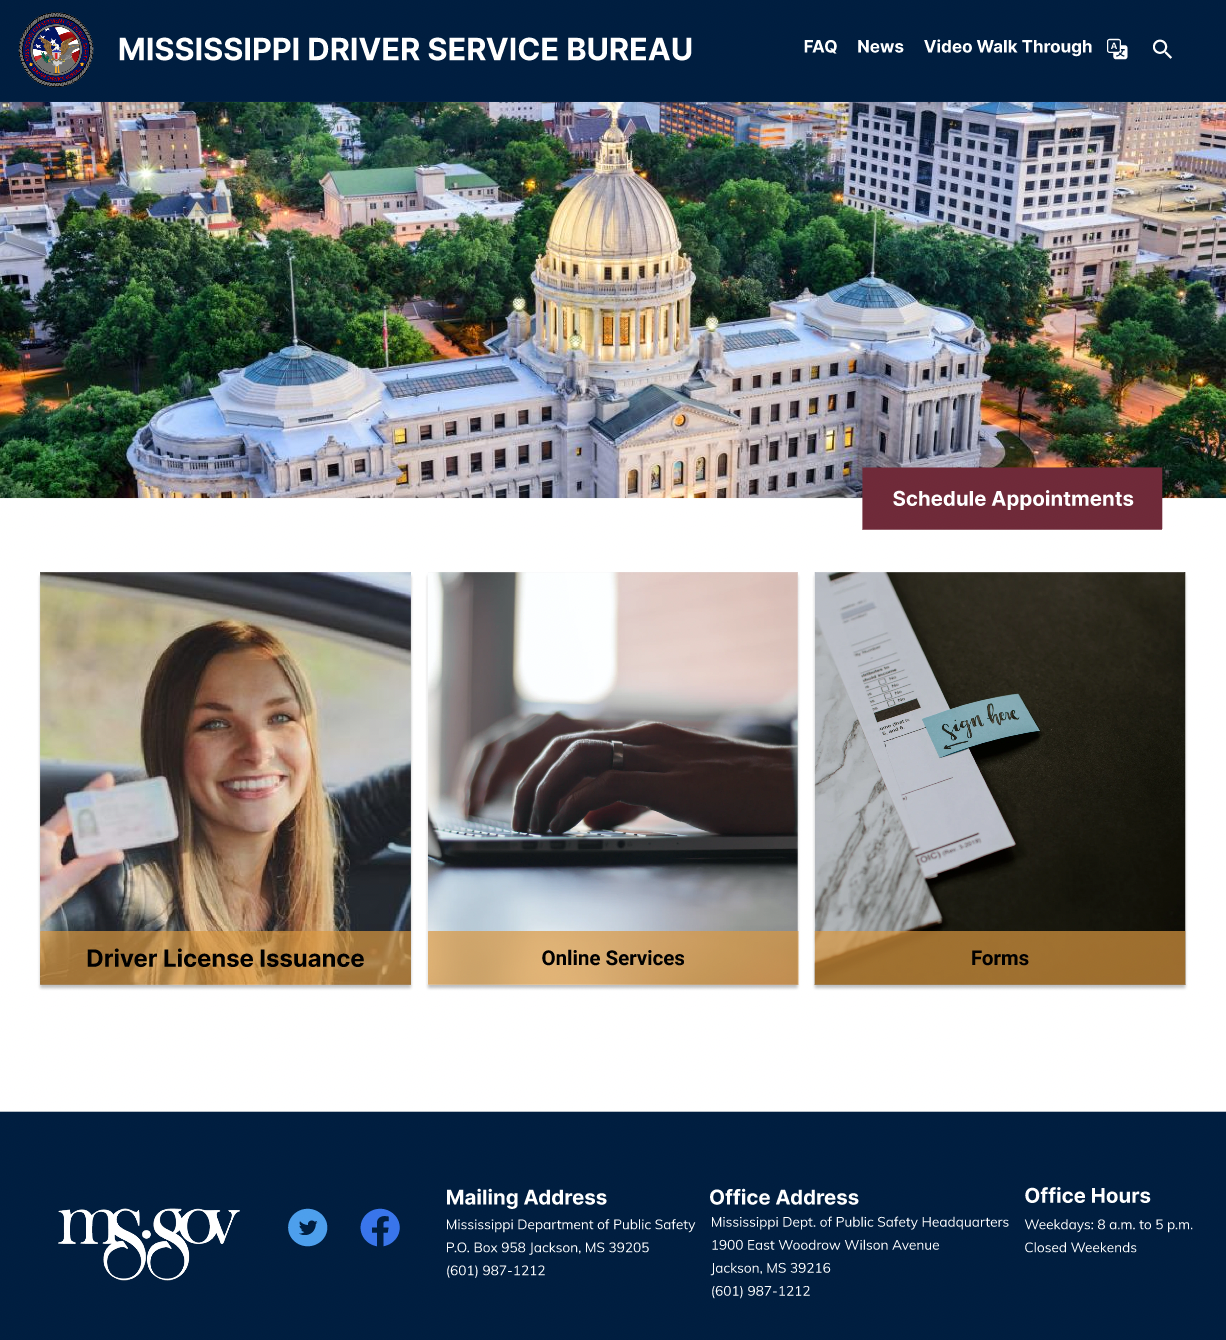 MISSISSIPPI DRIVER SERVICE BUREAU
FAQ News Video Walk Through
Schedule Appointments
Sign here
Driver License Issuance
Online Services
Forms
ms.gov
Mailing Address
Mississippi Department of Public Safety
P.O. Box 958 Jackson, MS 39205
(601) 987-1212
Office Address
Mississippi Dept. of Public Safety Headquarters
1900 East Woodrow Wilson Avenue
Jackson, MS 39216
(601) 987-1212
Office Hours
Weekdays: 8 a.m. to 5 p.m.
Closed Weekends